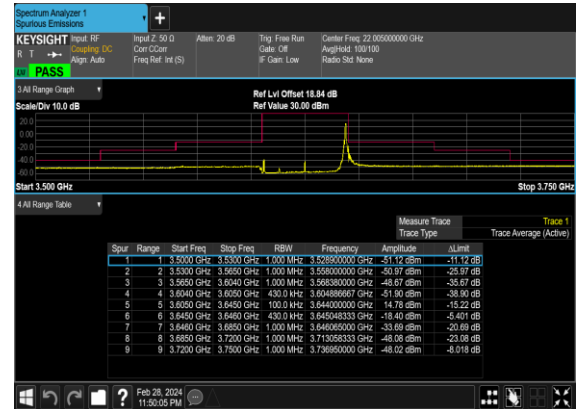 Spectrum Analyzer 1
Spurious Emissions
+
KEYSIGHT Input: RF Input Z: 50 Ω Atten: 20 dB Trig: Free Run Center Freq: 22.005000000 GHz
R T Coupling: DC Corr CCorr Gate: Off Avg|Hold: 100/100
Align: Auto Freq Ref: Int (S) IF Gain: Low Radio Std: None
PASS
3 All Range Graph
Ref Lvl Offset 18.84 dB
Scale/Div 10.0 dB Ref Value 30.00 dBm
20.0
0.00
-20.0
-40.0
-60.0
Start 3.500 GHz Stop 3.750 GHz
4 All Range Table
Measure Trace Trace 1
Trace Type Trace Average (Active)
Spur Range Start Freq Stop Freq RBW Frequency Amplitude ΔLimit
1 1 3.5000 GHz 3.5300 GHz 1.000 MHz 3.528900000 GHz -51.12 dBm -11.12 dB
2 2 3.5300 GHz 3.5650 GHz 1.000 MHz 3.558000000 GHz -50.97 dBm -25.97 dB
3 3 3.5650 GHz 3.6040 GHz 1.000 MHz 3.568380000 GHz -48.67 dBm -35.67 dB
4 4 3.6040 GHz 3.6050 GHz 430.0 kHz 3.604886667 GHz -51.90 dBm -38.90 dB
5 5 3.6050 GHz 3.6450 GHz 100.0 kHz 3.644000000 GHz 14.78 dBm -15.22 dB
6 6 3.6450 GHz 3.6460 GHz 430.0 kHz 3.645048333 GHz -18.40 dBm -5.401 dB
7 7 3.6460 GHz 3.6850 GHz 1.000 MHz 3.646065000 GHz -33.69 dBm -20.69 dB
8 8 3.6850 GHz 3.7200 GHz 1.000 MHz 3.713058333 GHz -48.08 dBm -23.08 dB
9 9 3.7200 GHz 3.7500 GHz 1.000 MHz 3.736950000 GHz -48.02 dBm -8.018 dB
? Feb 28, 2024
11:50:05 PM